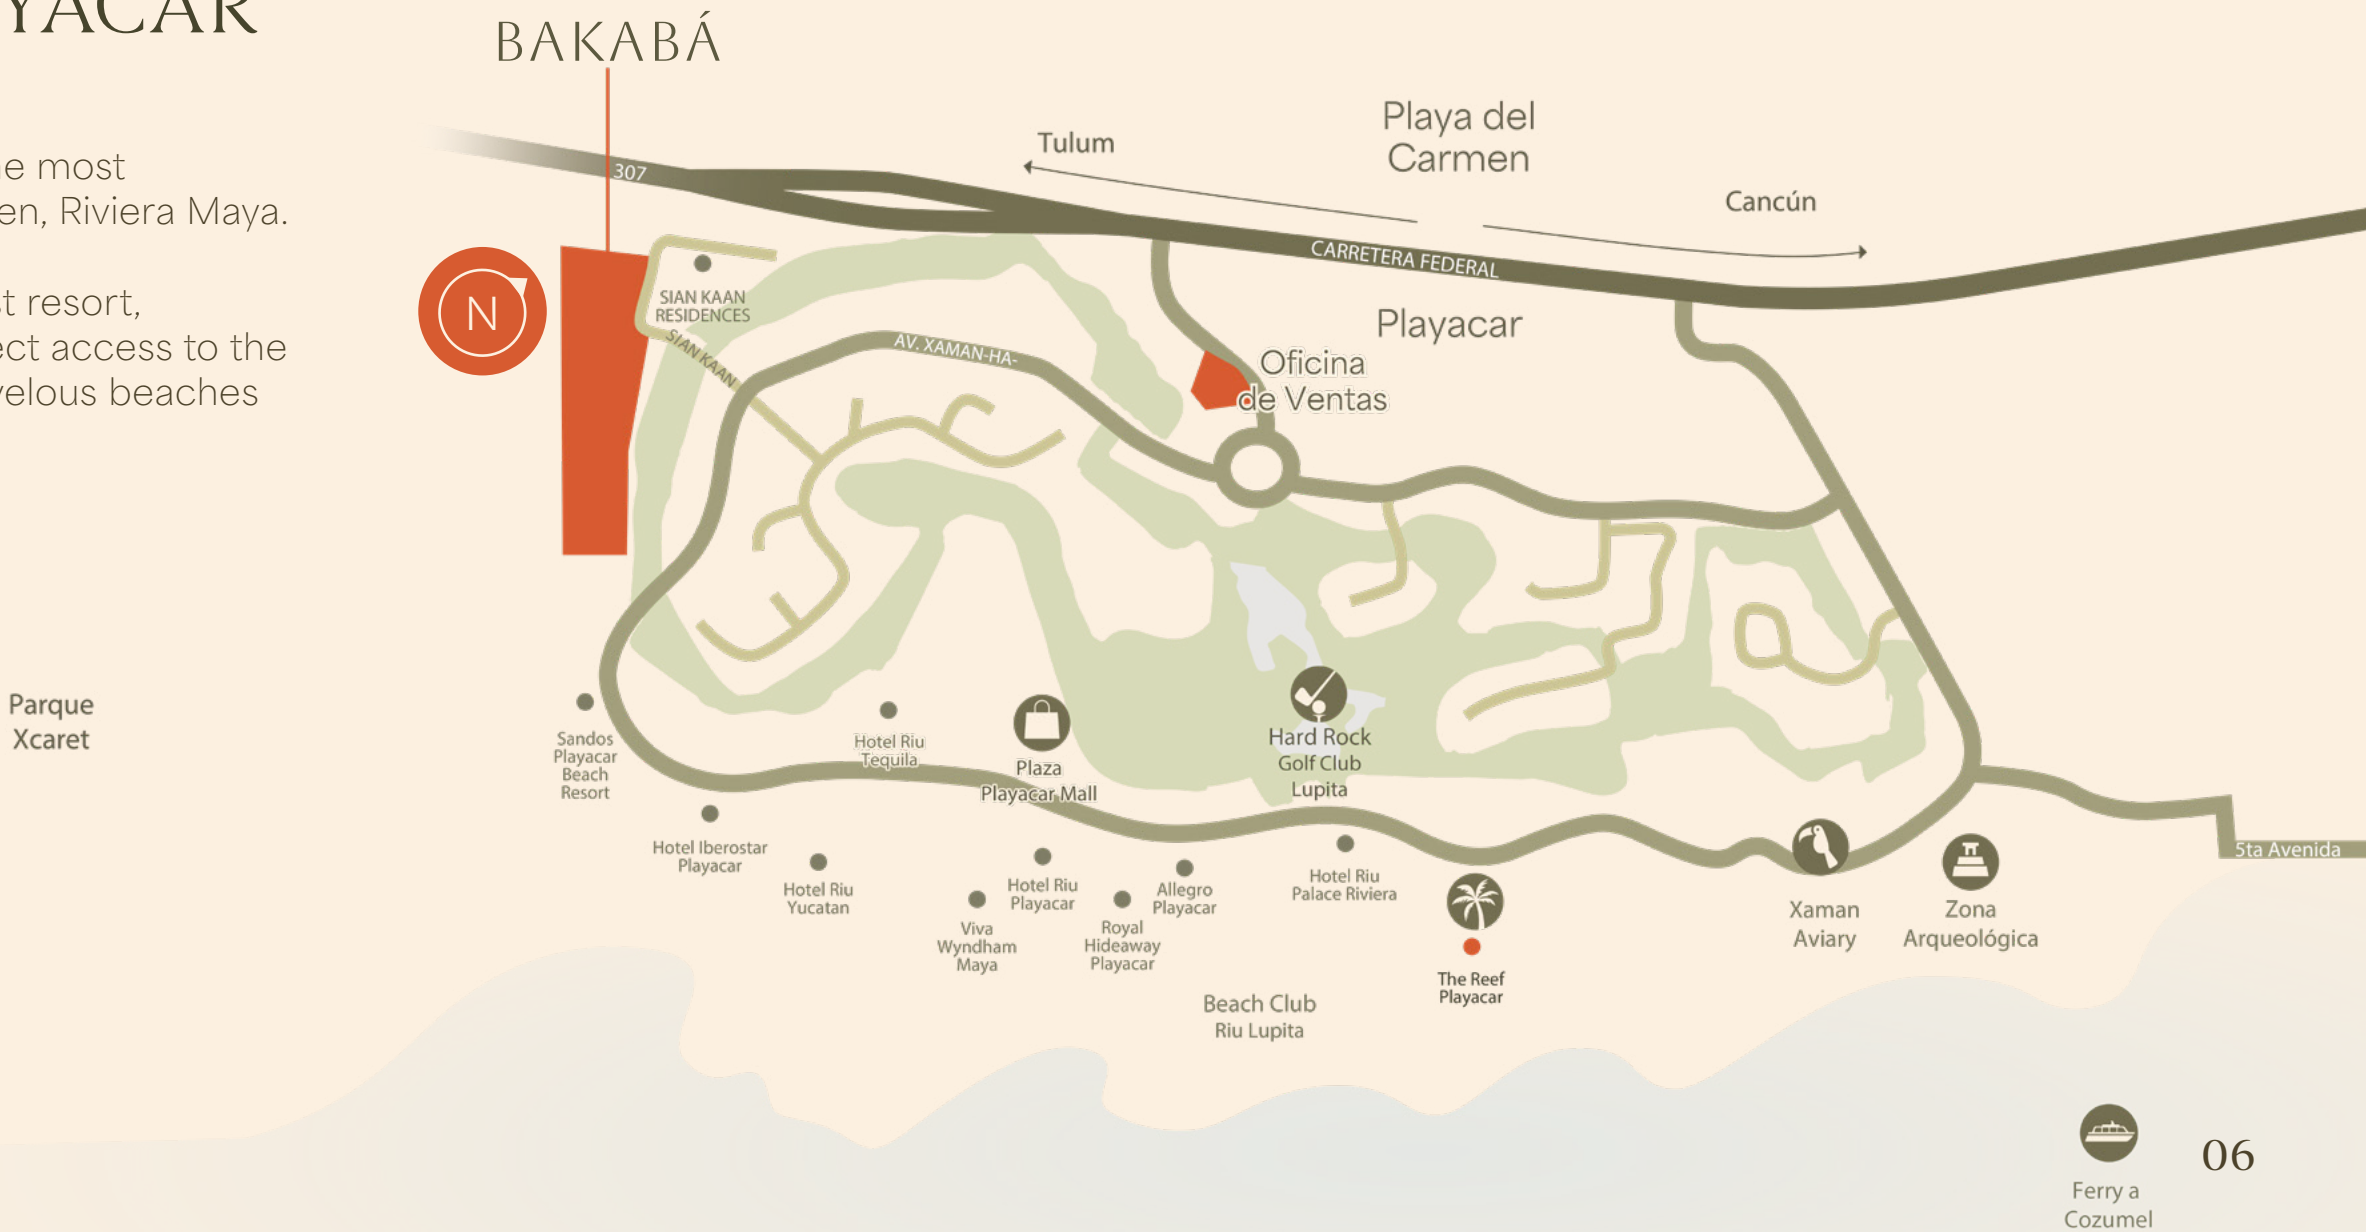 YACAR
BAKABÁ
ne most
en, Riviera Maya.
st resort,
ect access to the
velous beaches
N
307
Tulum
Playa del
Carmen
Cancún
CARRETERA FEDERAL
Playacar
SIAN KAAN
RESIDENCES
SIAN KAAN
AV. XAMAN-HA-
Oficina
de Ventas
Parque
Xcaret
Sandos
Playacar
Beach
Resort
Hotel Riu
Tequila
Plaza
Playacar Mall
Hard Rock
Golf Club
Lupita
Hotel Iberostar
Playacar
Hotel Riu
Yucatan
Viva
Wyndham
Maya
Hotel Riu
Playacar
Royal
Hideaway
Playacar
Allegro
Playacar
Hotel Riu
Palace Riviera
The Reef
Playacar
Beach Club
Riu Lupita
Xaman
Aviary
Zona
Arqueológica
5ta Avenida
Ferry a
Cozumel
06